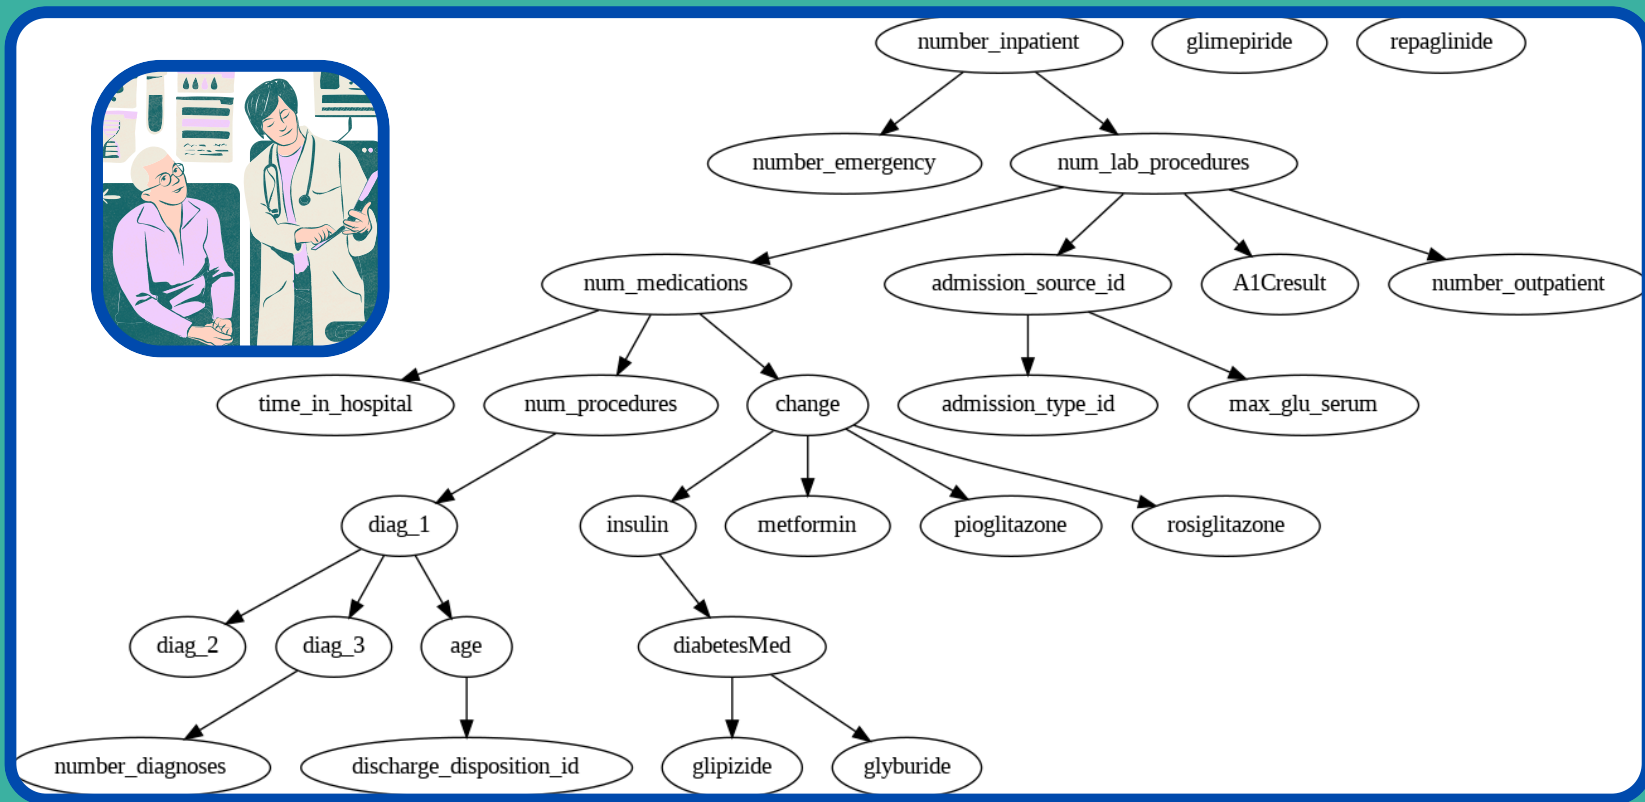 number_inpatient
glimepiride
repaglinide
number_emergency
num_lab_procedures
num_medications
admission_source_id
A1Cresult
number_outpatient
time_in_hospital
num_procedures
change
admission_type_id
max_glu_serum
diag_1
insulin
metformin
pioglitazone
rosiglitazone
diag_2
diag_3
age
diabetesMed
number_diagnoses
discharge_disposition_id
glipizide
glyburide